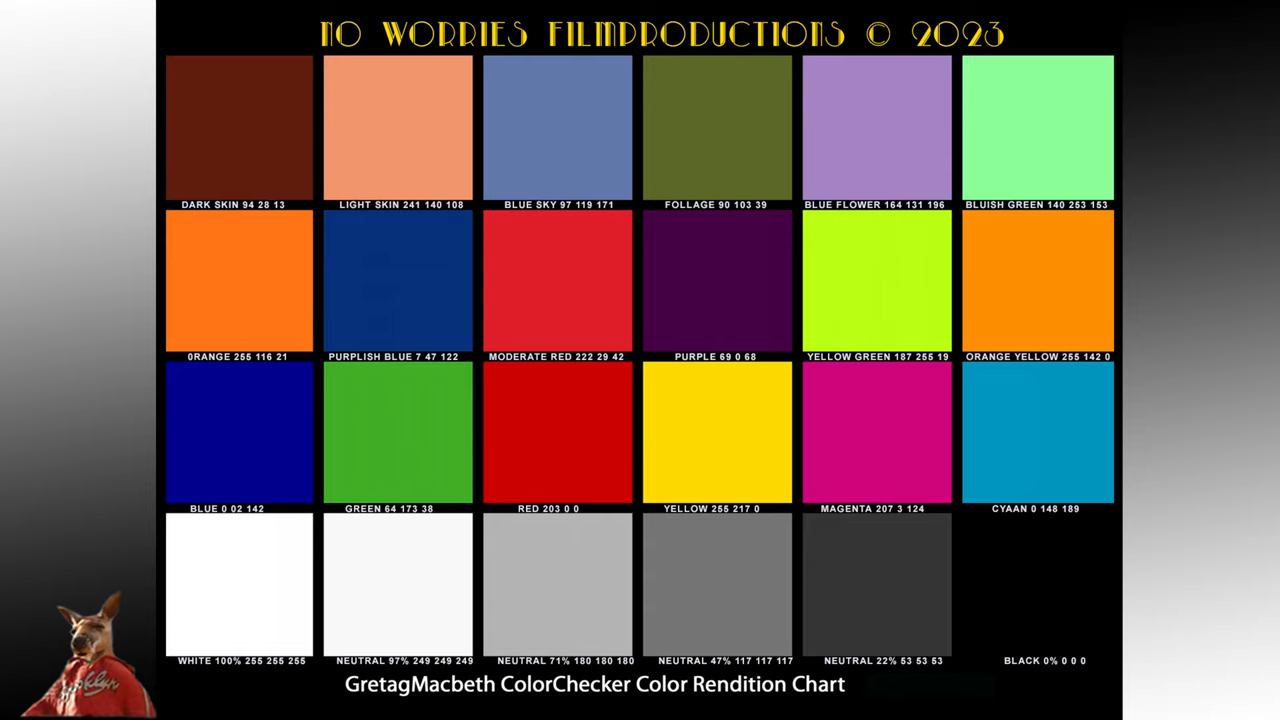 NO WORRIES FILMPRODUCTIONS © 2023
DARK SKIN 94 28 13
LIGHT SKIN 241 140 108
BLUE SKY 97 119 171
FOLLAGE 90 103 39
BLUE FLOWER 164 131 196
BLUISH GREEN 140 253 153
0RANGE 255 116 21
PURPLISH BLUE 7 47 122
MODERATE RED 222 29 42
PURPLE 69 0 68
YELLOW GREEN 187 255 19
ORANGE YELLOW 255 142 0
BLUE 0 02 142
GREEN 64 173 38
RED 203 0 0
YELLOW 255 217 0
MAGENTA 207 3 124
CYAAN 0 148 189
WHITE 100% 255 255 255
NEUTRAL 97% 249 249 249
NEUTRAL 71% 180 180 180
NEUTRAL 47% 117 117 117
NEUTRAL 22% 53 53 53
BLACK 0% 0 0 0
Brooklyn
GretagMacbeth ColorChecker Color Rendition Chart